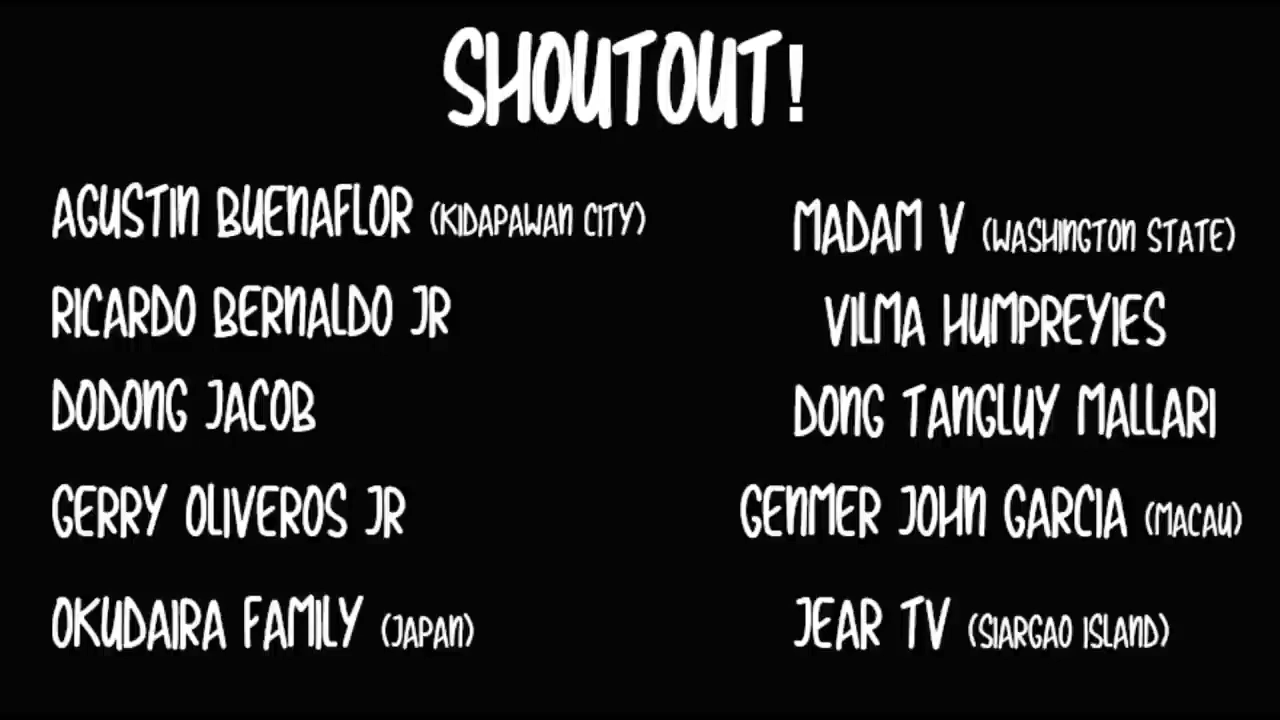 SHOUTOUT!
AGUSTIN BUENAFLOR (KIDAPAWAN CITY)
RICARDO BERNALDO JR
DODONG JACOB
GERRY OLIVEROS JR
OKUDAIRA FAMILY (JAPAN)
MADAM V (WASHINGTON STATE)
VILMA HUMPREYIES
DONG TANGLUY MALLARI
GENMER JOHN GARCIA (MACAU)
JEAR TV (SIARGAO ISLAND)